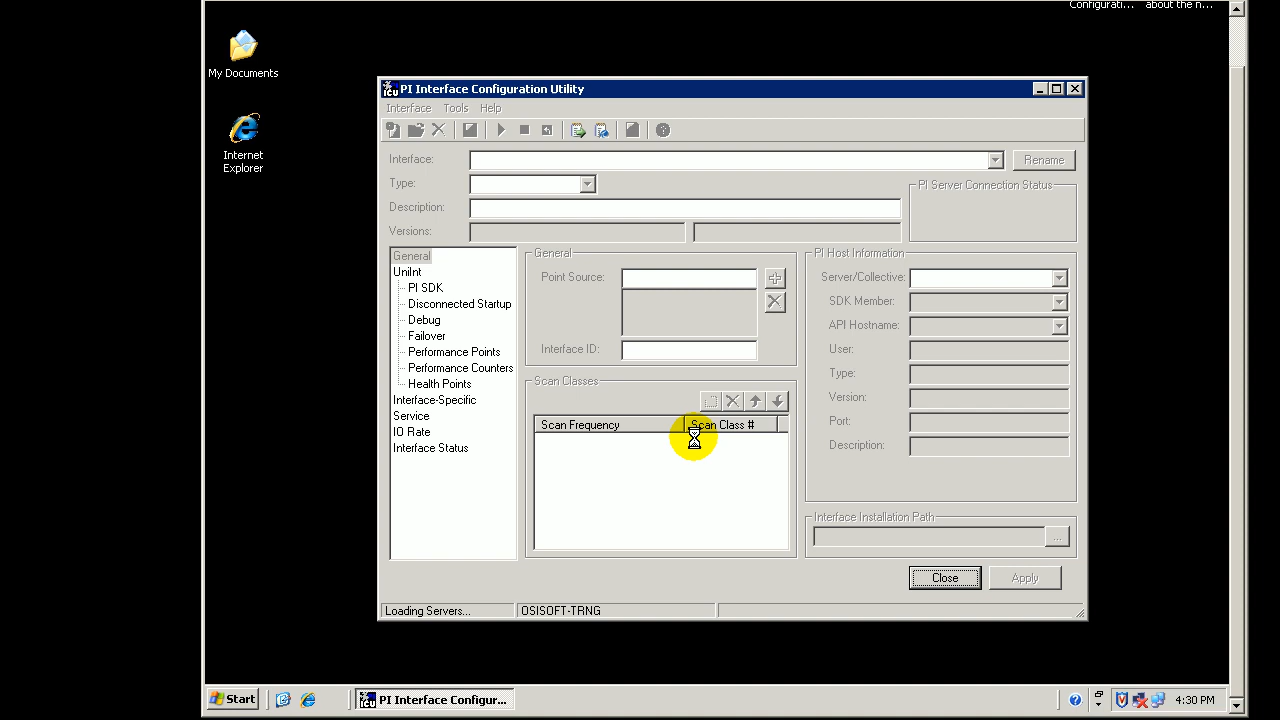 Configurati... about the n...
My Documents
Internet
Explorer
ICU PI Interface Configuration Utility
Interface Tools Help
Interface: Rename
Type: PI Server Connection Status
Description:
Versions:
General
UniInt
PI SDK
Disconnected Startup
Debug
Failover
Performance Points
Performance Counters
Health Points
Interface-Specific
Service
IO Rate
Interface Status
General
Point Source:
Interface ID:
Scan Classes
Scan Frequency Scan Class #
PI Host Information
Server/Collective:
SDK Member:
API Hostname:
User:
Type:
Version:
Port:
Description:
Interface Installation Path
...
Close Apply
Loading Servers... OSISOFT-TRNG
Start ICU PI Interface Configur... 4:30 PM